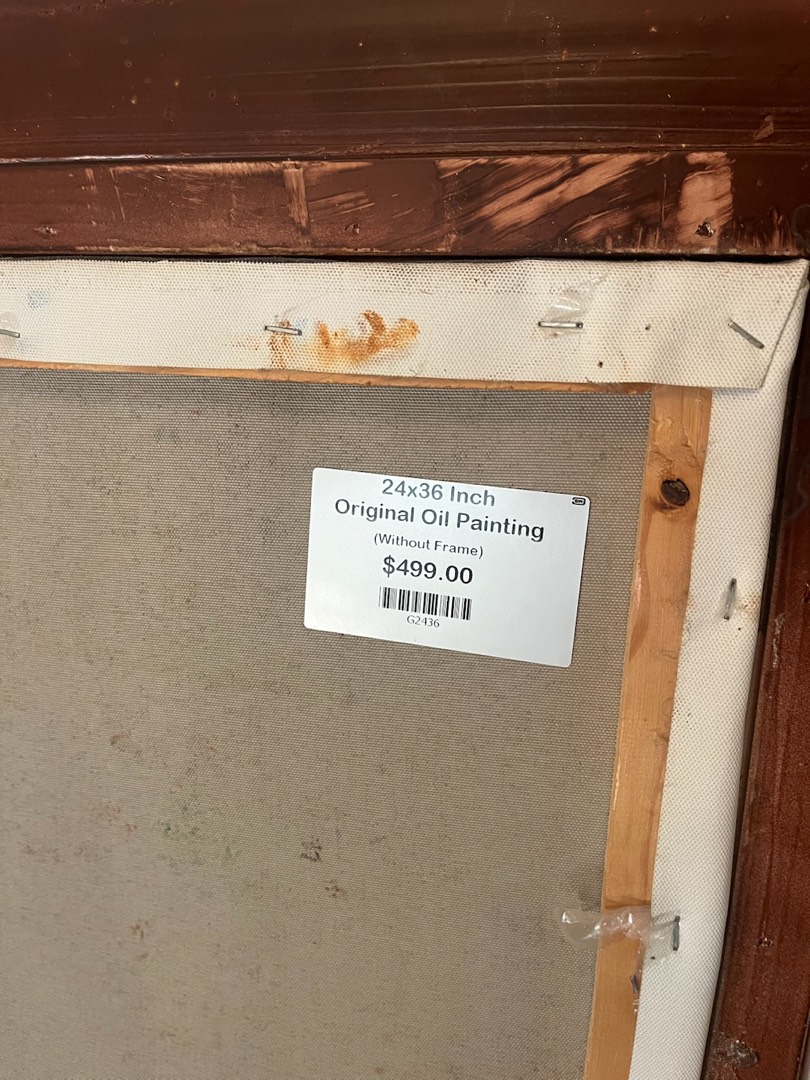 24x36 Inch
Original Oil Painting
(Without Frame)
$499.00
G2436